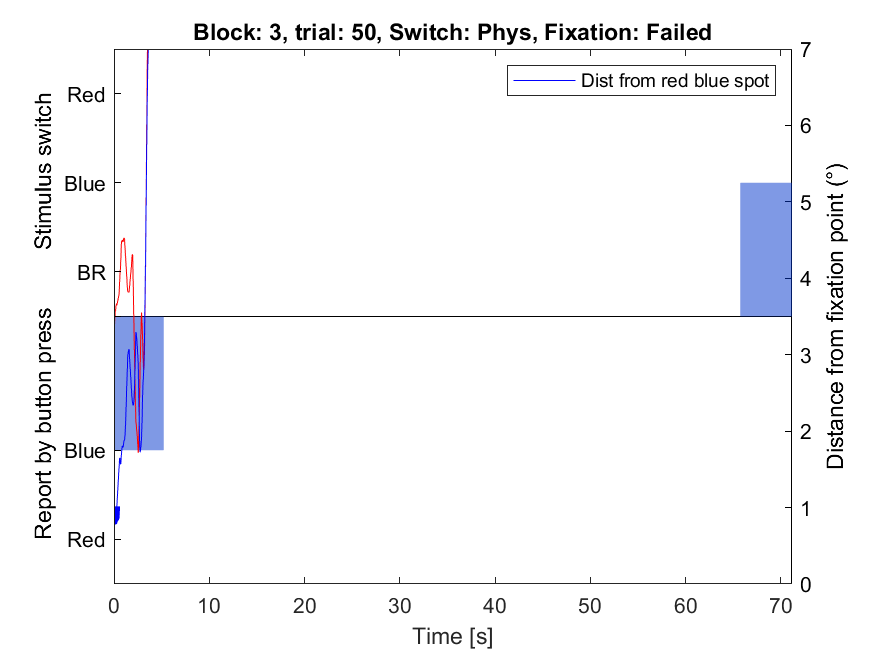 Block: 3, trial: 50, Switch: Phys, Fixation: Failed
Dist from red blue spot
Stimulus switch
Red
Blue
BR
Report by button press
Blue
Red
7
6
5
4
3
2
1
0
Distance from fixation point (°)
0 10 20 30 40 50 60 70
Time [s]